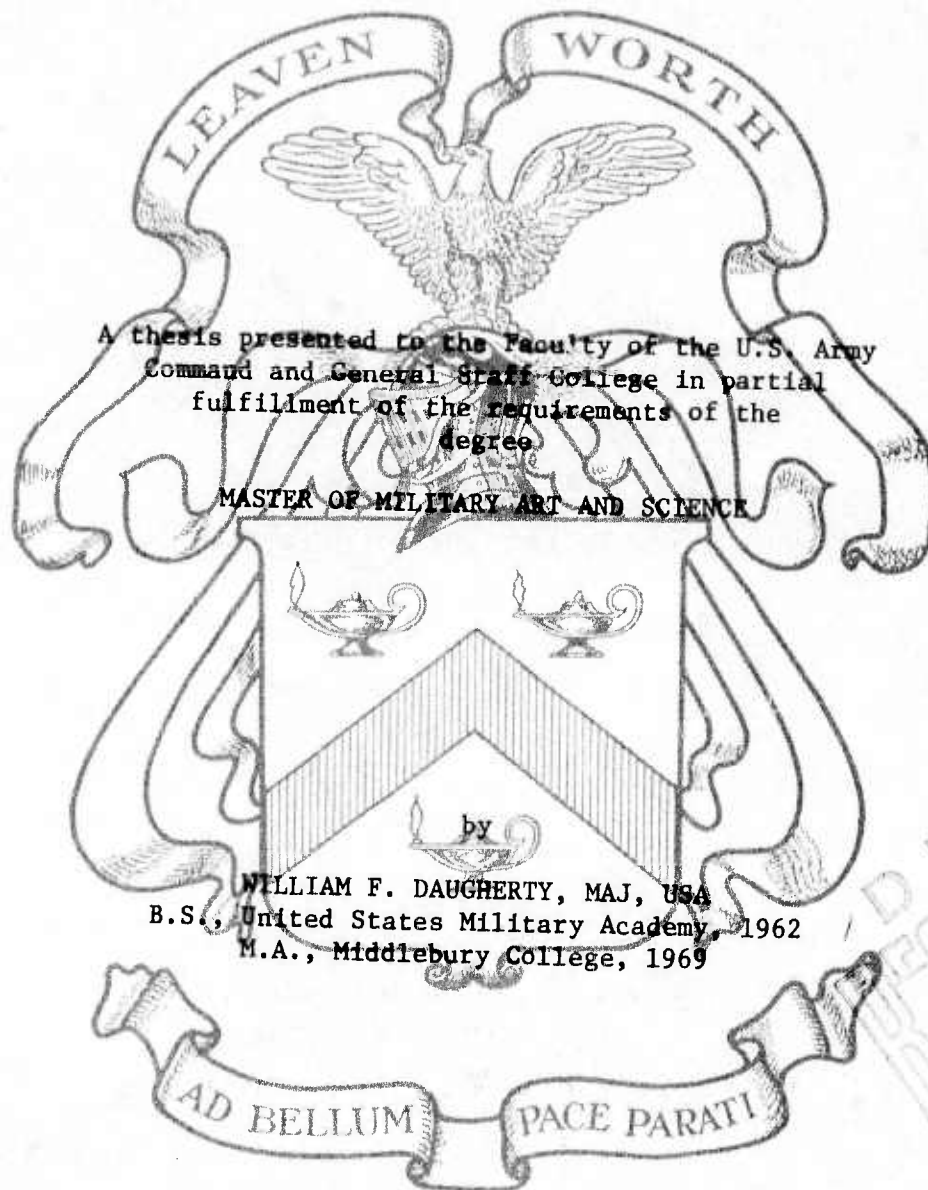 LEAVEN WORTH
A thesis presented to the Facu'ty of the U.S. Army
Command and General Staff College in partial
fulfillment of the requirements of the
degree
MASTER OF MILITARY ART AND SCIENCE
by
WILLIAM F. DAUGHERTY, MAJ, USA
B.S., United States Military Academy, 1962
M.A., Middlebury College, 1969
AD BELLUM PACE PARATI